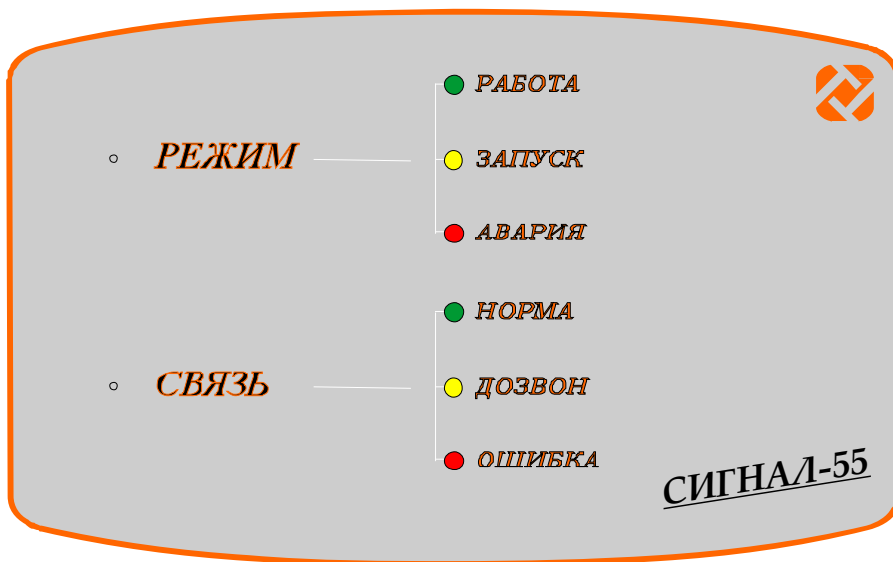 РАБОТА
РЕЖИМ
ЗАПУСК
АВАРИЯ
НОРМА
СВЯЗЬ
ДОЗВОН
ОШИБКА
СИГНАЛ-55